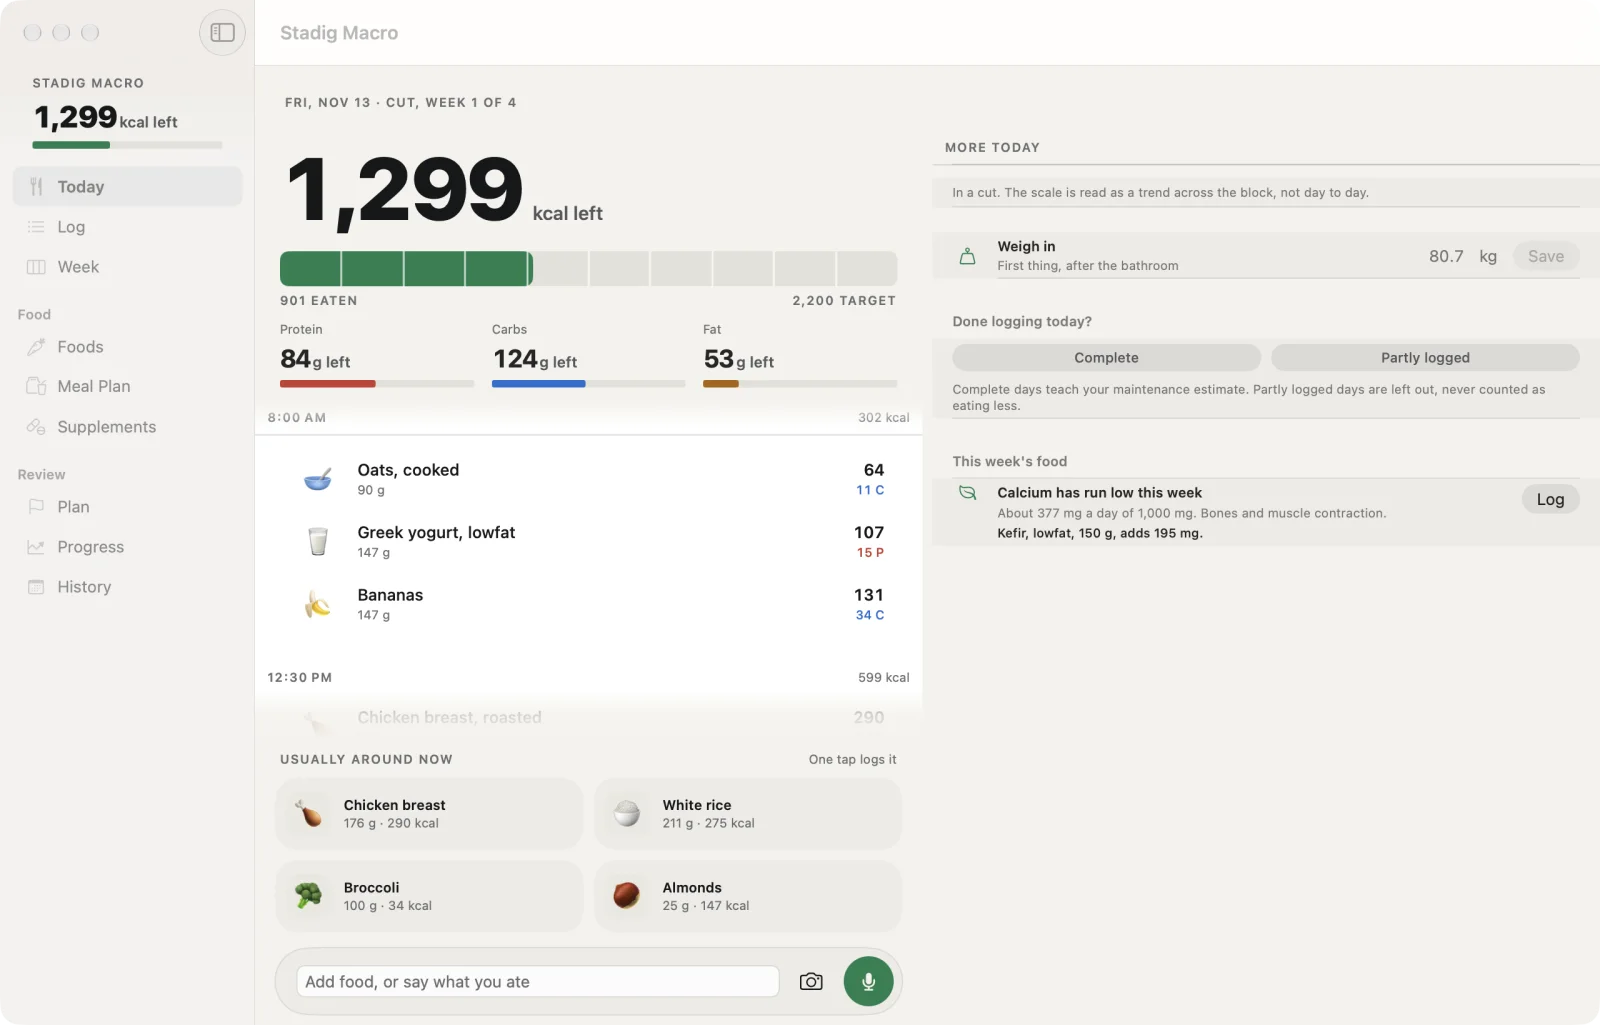 STADIG MACRO
1,299 kcal left
Today
Log
Week
Food
Foods
Meal Plan
Supplements
Review
Plan
Progress
History
Stadig Macro
FRI, NOV 13 · CUT, WEEK 1 OF 4
1,299 kcal left
901 EATEN
2,200 TARGET
Protein
84g left
Carbs
124g left
Fat
53g left
8:00 AM
302 kcal
Oats, cooked
64
90 g
11 C
Greek yogurt, lowfat
107
147 g
15 P
Bananas
131
147 g
34 C
12:30 PM
599 kcal
Chicken breast, roasted
290
USUALLY AROUND NOW
One tap logs it
Chicken breast
176 g · 290 kcal
White rice
211 g · 275 kcal
Broccoli
100 g · 34 kcal
Almonds
25 g · 147 kcal
Add food, or say what you ate
MORE TODAY
In a cut. The scale is read as a trend across the block, not day to day.
Weigh in
First thing, after the bathroom
80.7 kg
Save
Done logging today?
Complete
Partly logged
Complete days teach your maintenance estimate. Partly logged days are left out, never counted as
eating less.
This week's food
Calcium has run low this week
About 377 mg a day of 1,000 mg. Bones and muscle contraction.
Kefir, lowfat, 150 g, adds 195 mg.
Log